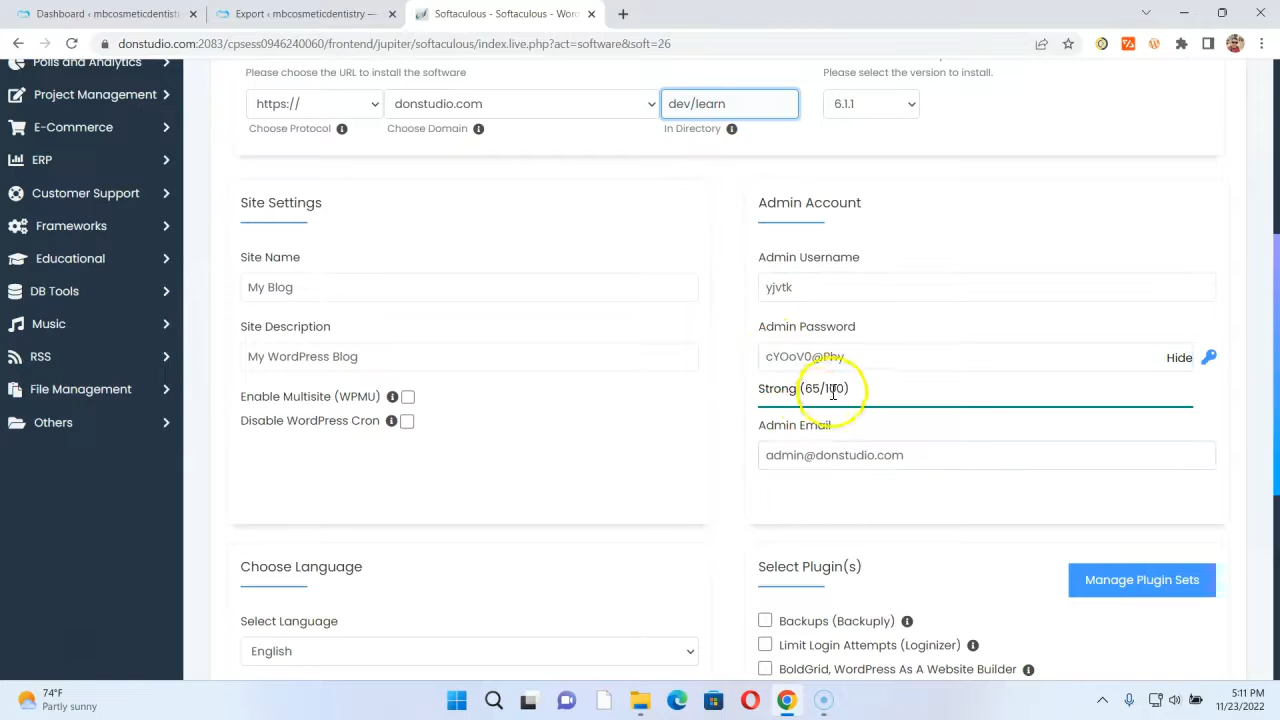 Dashboard ‹ mbcosmeticdentistry
Export ‹ mbcosmeticdentistry —
Softaculous - Softaculous - Wor
donstudio.com:2083/cpsess0946240060/frontend/jupiter/softaculous/index.live.php?act=software&soft=26
Polls and Analytics
Project Management
E-Commerce
ERP
Customer Support
Frameworks
Educational
DB Tools
Music
RSS
File Management
Others
Please choose the URL to install the software
https://
donstudio.com
dev/learn
Choose Protocol
Choose Domain
In Directory
Please select the version to install.
6.1.1
Site Settings
Site Name
My Blog
Site Description
My WordPress Blog
Enable Multisite (WPMU)
Disable WordPress Cron
Admin Account
Admin Username
yjvtk
Admin Password
cYOoV0@Phy
Hide
Strong (65/100)
Admin Email
admin@donstudio.com
Choose Language
Select Language
English
Select Plugin(s)
Manage Plugin Sets
Backups (Backuply)
Limit Login Attempts (Loginizer)
BoldGrid, WordPress As A Website Builder
74°F
Partly sunny
5:11 PM
11/23/2022